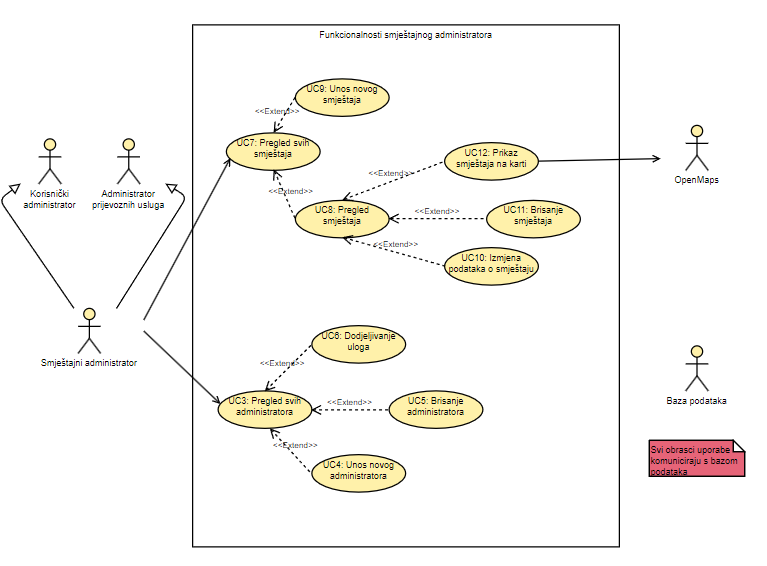 Funkcionalnosti smještajnog administratora
UC9: Unos novog
smještaja
<<Extend>>
UC7: Pregled svih
smještaja
UC12: Prikaz
smještaja na karti
<<Extend>>
OpenMaps
Korisnički
administrator
Administrator
prijevoznih usluga
<<Extend>>
UC8: Pregled
smještaja
<<Extend>>
UC11: Brisanje
smještaja
<<Extend>>
UC10: Izmjena
podataka o smještaju
Smještajni administrator
UC6: Dodjeljivanje
uloga
<<Extend>>
UC3: Pregled svih
administratora
<<Extend>>
UC5: Brisanje
administratora
Baza podataka
<<Extend>>
UC4: Unos novog
administratora
Svi obrasci uporabe
komuniciraju s bazom
podataka